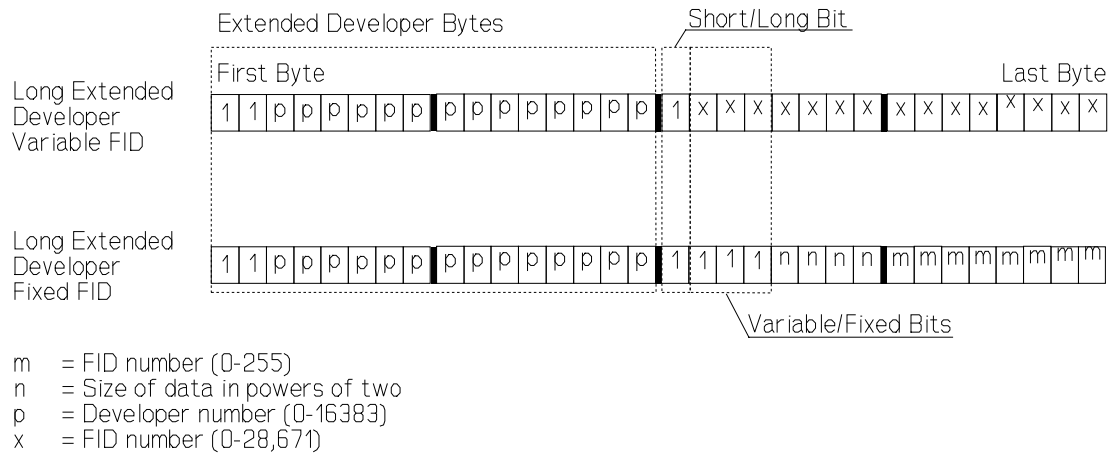 Extended Developer Bytes
Short/Long Bit
First Byte
Last Byte
Long Extended
Developer
Variable FID
1 1 p p p p p p p p p p p p p p 1 x x x x x x x x x x x x x x x
Long Extended
Developer
Fixed FID
1 1 p p p p p p p p p p p p p p 1 1 1 1 n n n n m m m m m m m m
Variable/Fixed Bits
m = FID number (0-255)
n = Size of data in powers of two
p = Developer number (0-16383)
x = FID number (0-28,671)